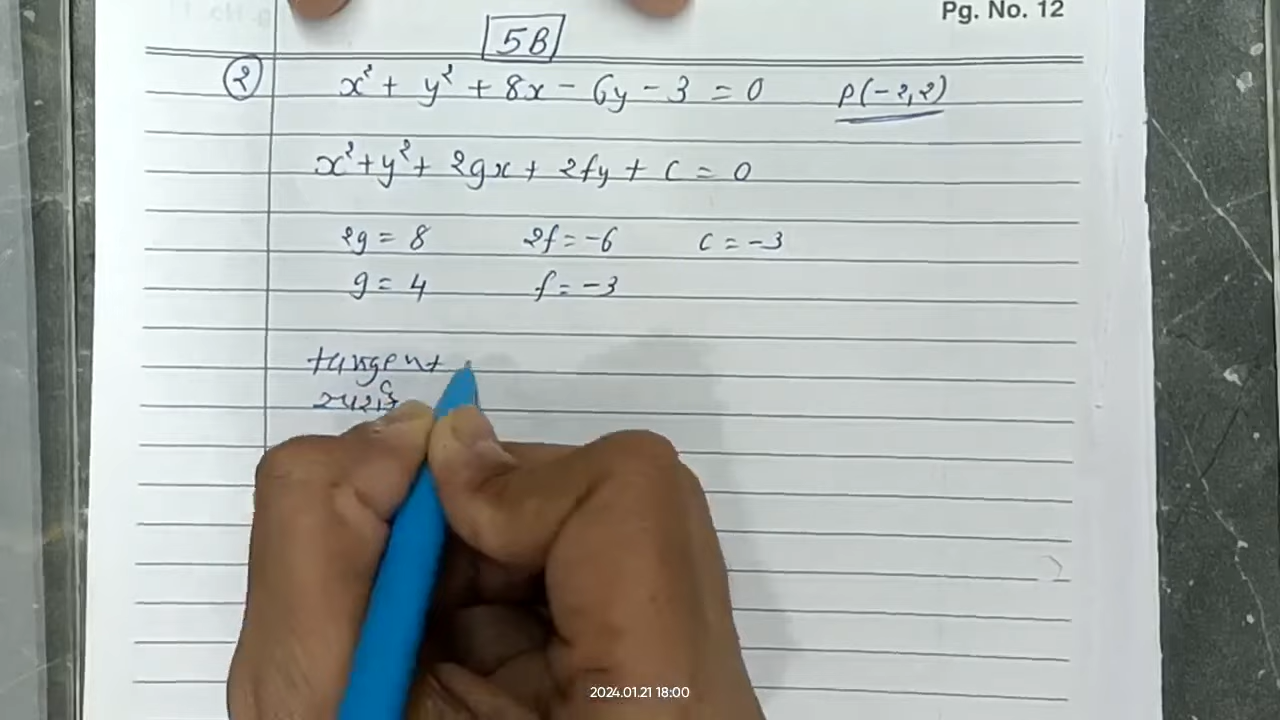 Pg. No. 12
5B
② x² + y² + 8x - 6y - 3 = 0 P(-2,2)
x² + y² + 2gx + 2fy + c = 0
2g = 8 2f = -6 c = -3
g = 4 f = -3
tangent
2024.01.21 18:00